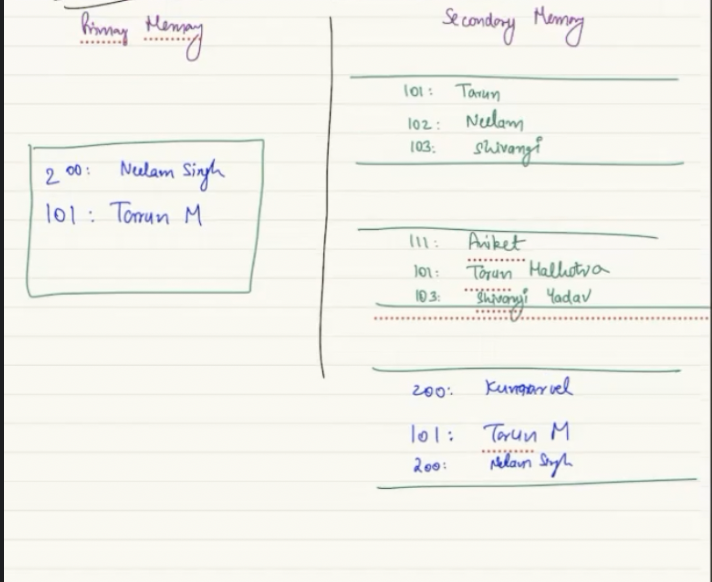 Primary Memory
200: Neelam Singh
101: Tarun M
Secondary Memory
101: Tarun
102: Neelam
103: Shivangi
111: Aniket
101: Tarun Malhotra
103: Shivangi Yadav
200: Kumaravel
101: Tarun M
200: Nelam Singh